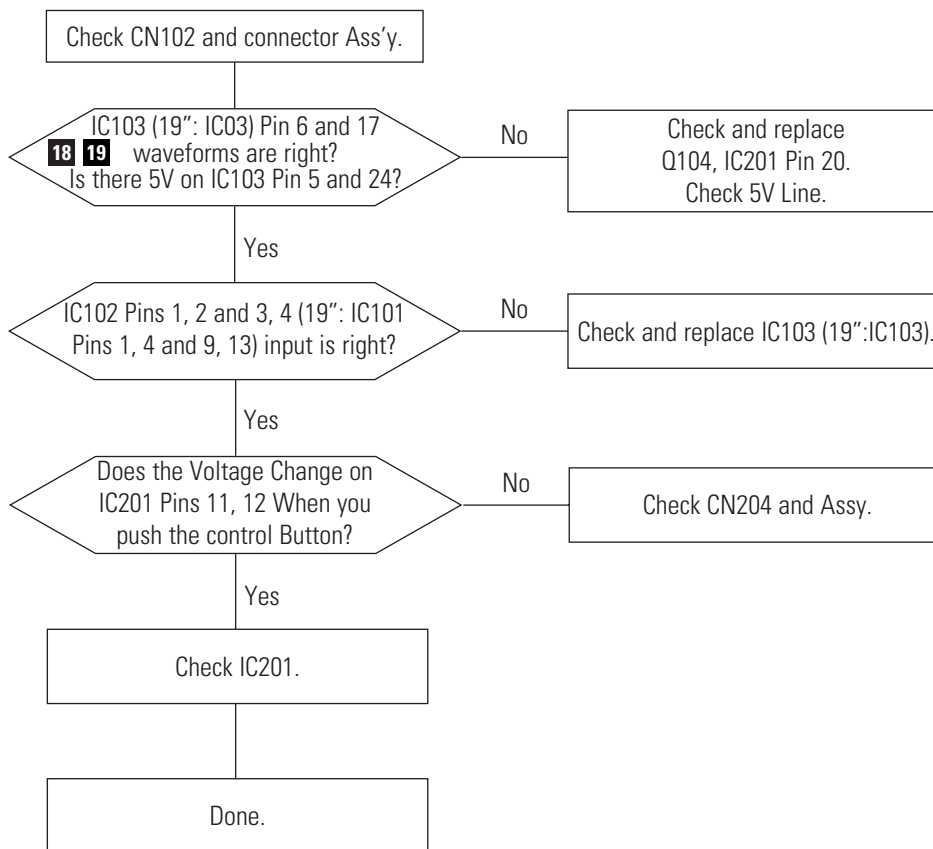 Check CN102 and connector Ass’y.
IC103 (19”: IC03) Pin 6 and 17
18 19 waveforms are right?
Is there 5V on IC103 Pin 5 and 24?
No
Check and replace
Q104, IC201 Pin 20.
Check 5V Line.
Yes
IC102 Pins 1, 2 and 3, 4 (19”: IC101
Pins 1, 4 and 9, 13) input is right?
No
Check and replace IC103 (19”:IC103).
Yes
Does the Voltage Change on
IC201 Pins 11, 12 When you
push the control Button?
No
Check CN204 and Assy.
Yes
Check IC201.
Done.